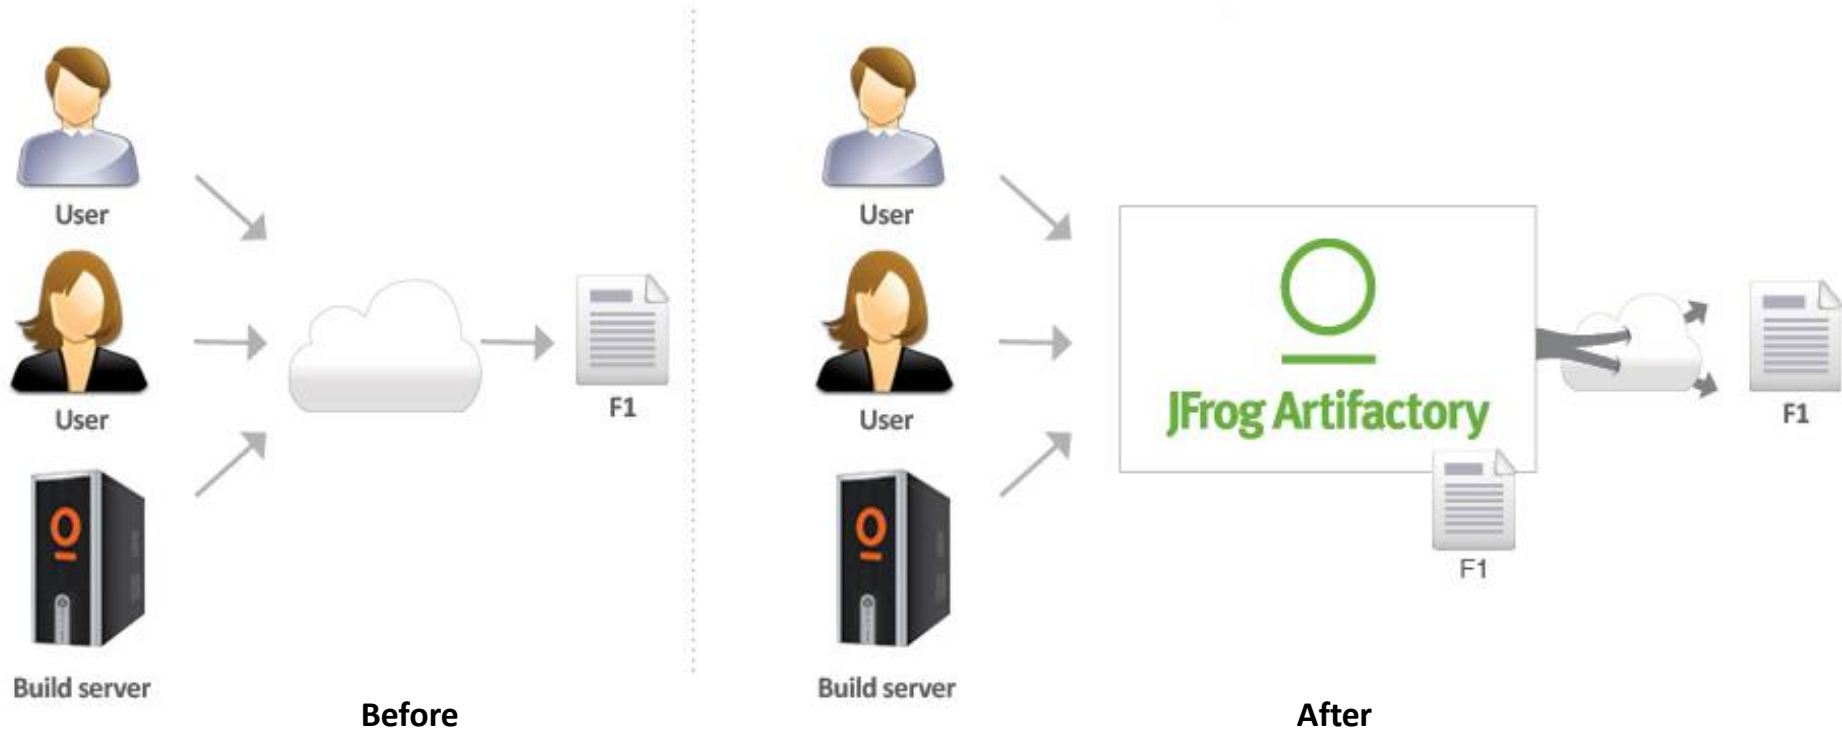 User
User
F1
Build server
Before
User
User
Build server
JFrog Artifactory
F1
F1
After